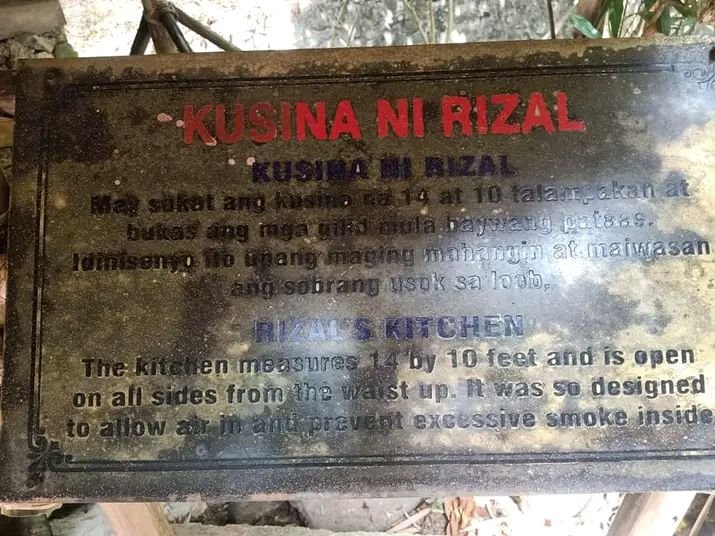 KUSINA NI RIZAL
KUSINA NI RIZAL
May sukat ang kusina na 14 at 10 talampakan at
bukas ang mga gilid mula baywang pataas.
Idinisenyo ito upang maging mahangin at maiwasan
ang sobrang usok sa loob.
RIZAL'S KITCHEN
The kitchen measures 14 by 10 feet and is open
on all sides from the waist up. It was so designed
to allow air in and prevent excessive smoke inside